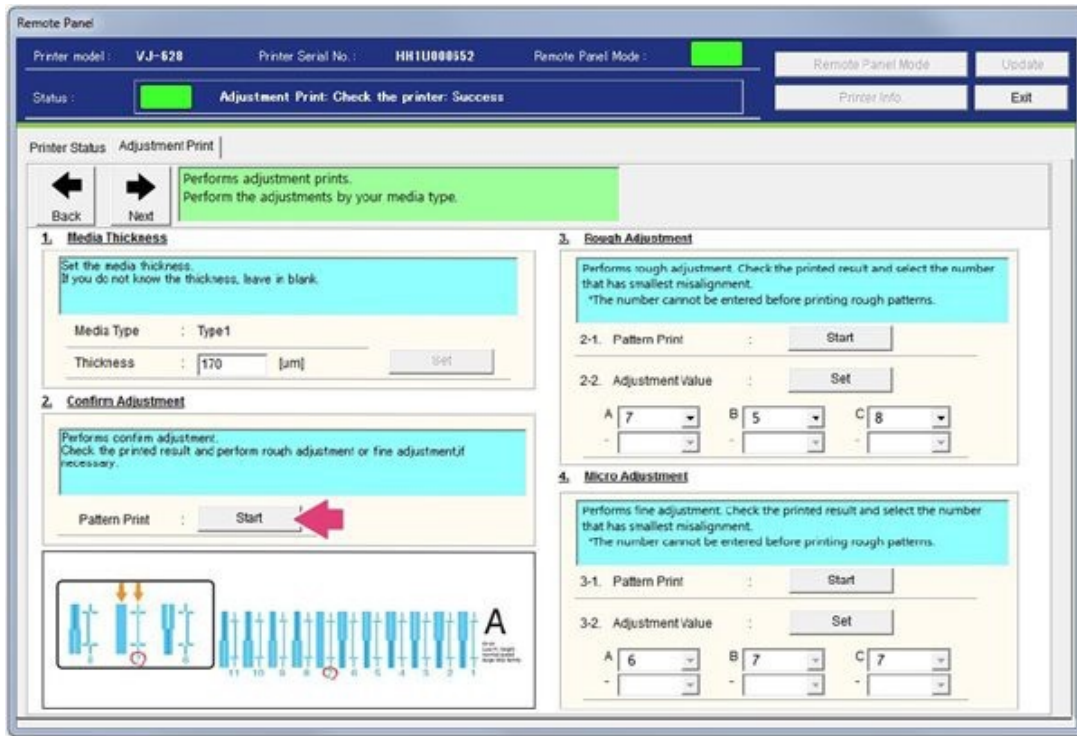 Remote Panel
Printer model : VJ-628 Printer Serial No. : HH1U000552 Remote Panel Mode :
Remote Panel Mode Update
Status : Adjustment Print: Check the printer: Success
Printer Info. Exit
Printer Status Adjustment Print
Back Next
Performs adjustment prints.
Perform the adjustments by your media type.
1. Media Thickness
Set the media thickness.
If you do not know the thickness, leave in blank.
Media Type : Type1
Thickness : 170 [um] Set
2. Confirm Adjustment
Performs confirm adjustment.
Check the printed result and perform rough adjustment or fine adjustment,if
necessary.
Pattern Print : Start
6 7 8
11 10 9 8 7 6 5 4 3 2 1
A
3. Rough Adjustment
Performs rough adjustment. Check the printed result and select the number
that has smallest misalignment.
*The number cannot be entered before printing rough patterns.
2-1. Pattern Print : Start
2-2. Adjustment Value : Set
A 7 B 5 C 8
- - -
4. Micro Adjustment
Performs fine adjustment. Check the printed result and select the number
that has smallest misalignment.
*The number cannot be entered before printing rough patterns.
3-1. Pattern Print : Start
3-2. Adjustment Value : Set
A 6 B 7 C 7
- - -